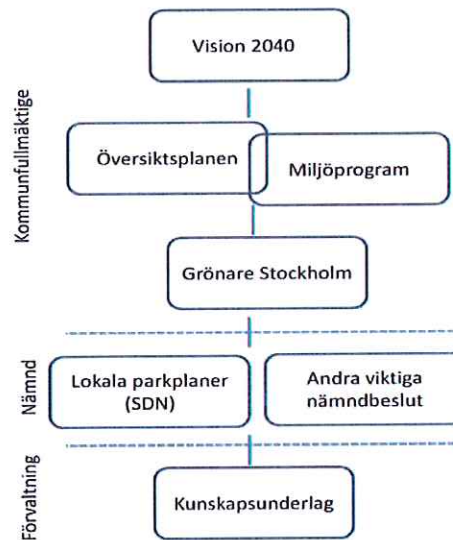 Kommunfullmäktige
Vision 2040
Översiktsplanen
Miljöprogram
Grönare Stockholm
Nämnd
Lokala parkplaner
(SDN)
Andra viktiga
nämndbeslut
Förvaltning
Kunskapsunderlag